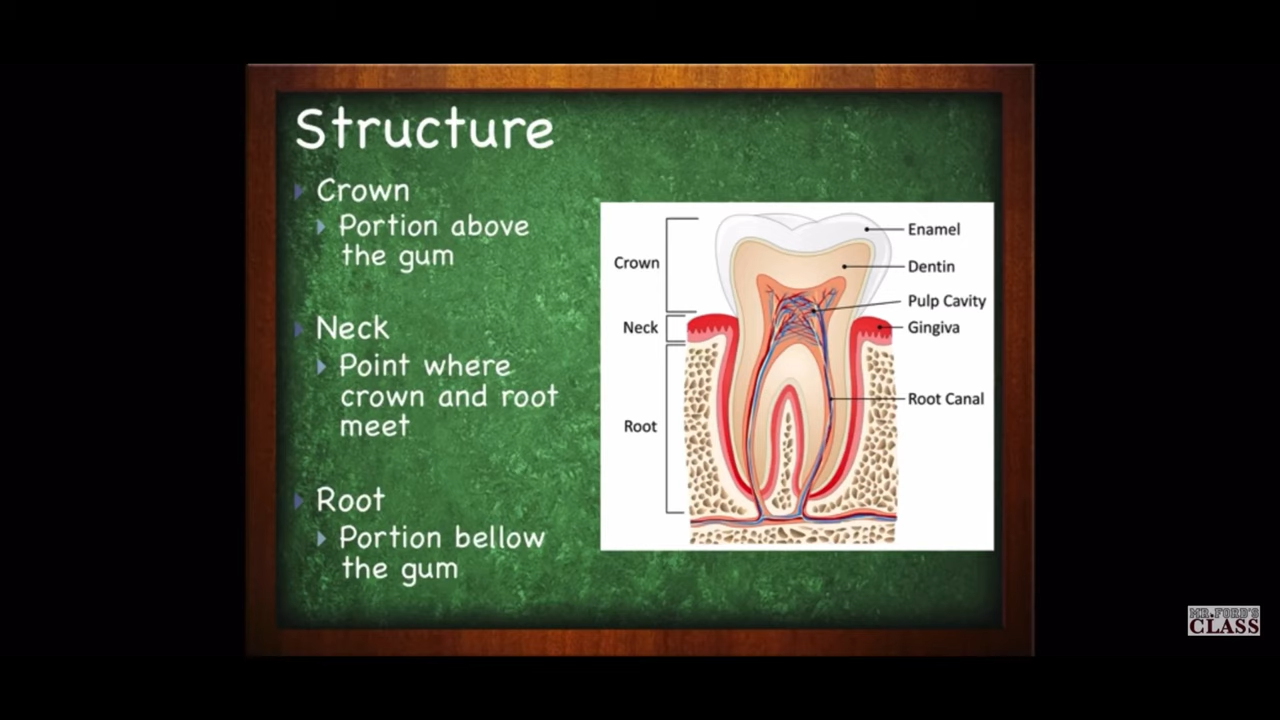 Structure
Crown
Portion above
the gum
Neck
Point where
crown and root
meet
Root
Portion bellow
the gum
Crown
Neck
Root
Enamel
Dentin
Pulp Cavity
Gingiva
Root Canal
MR. FORD'S
CLASS